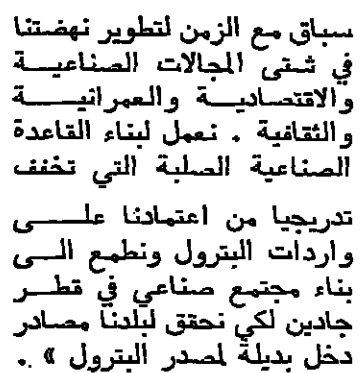 سباق مع الزمن لتطوير نهضتنا
في شتى المجالات الصناعية
والاقتصادية والعمرانية
والثقافية . نعمل لبناء القاعدة
الصناعية الصلبة التي تخفف
تدريجيا من اعتمادنا على
واردات البترول ونطمع الى
بناء مجتمع صناعي في قطر
جادين لكي نحقق لبلدنا مصادر
دخل بديلة لمصدر البترول » .